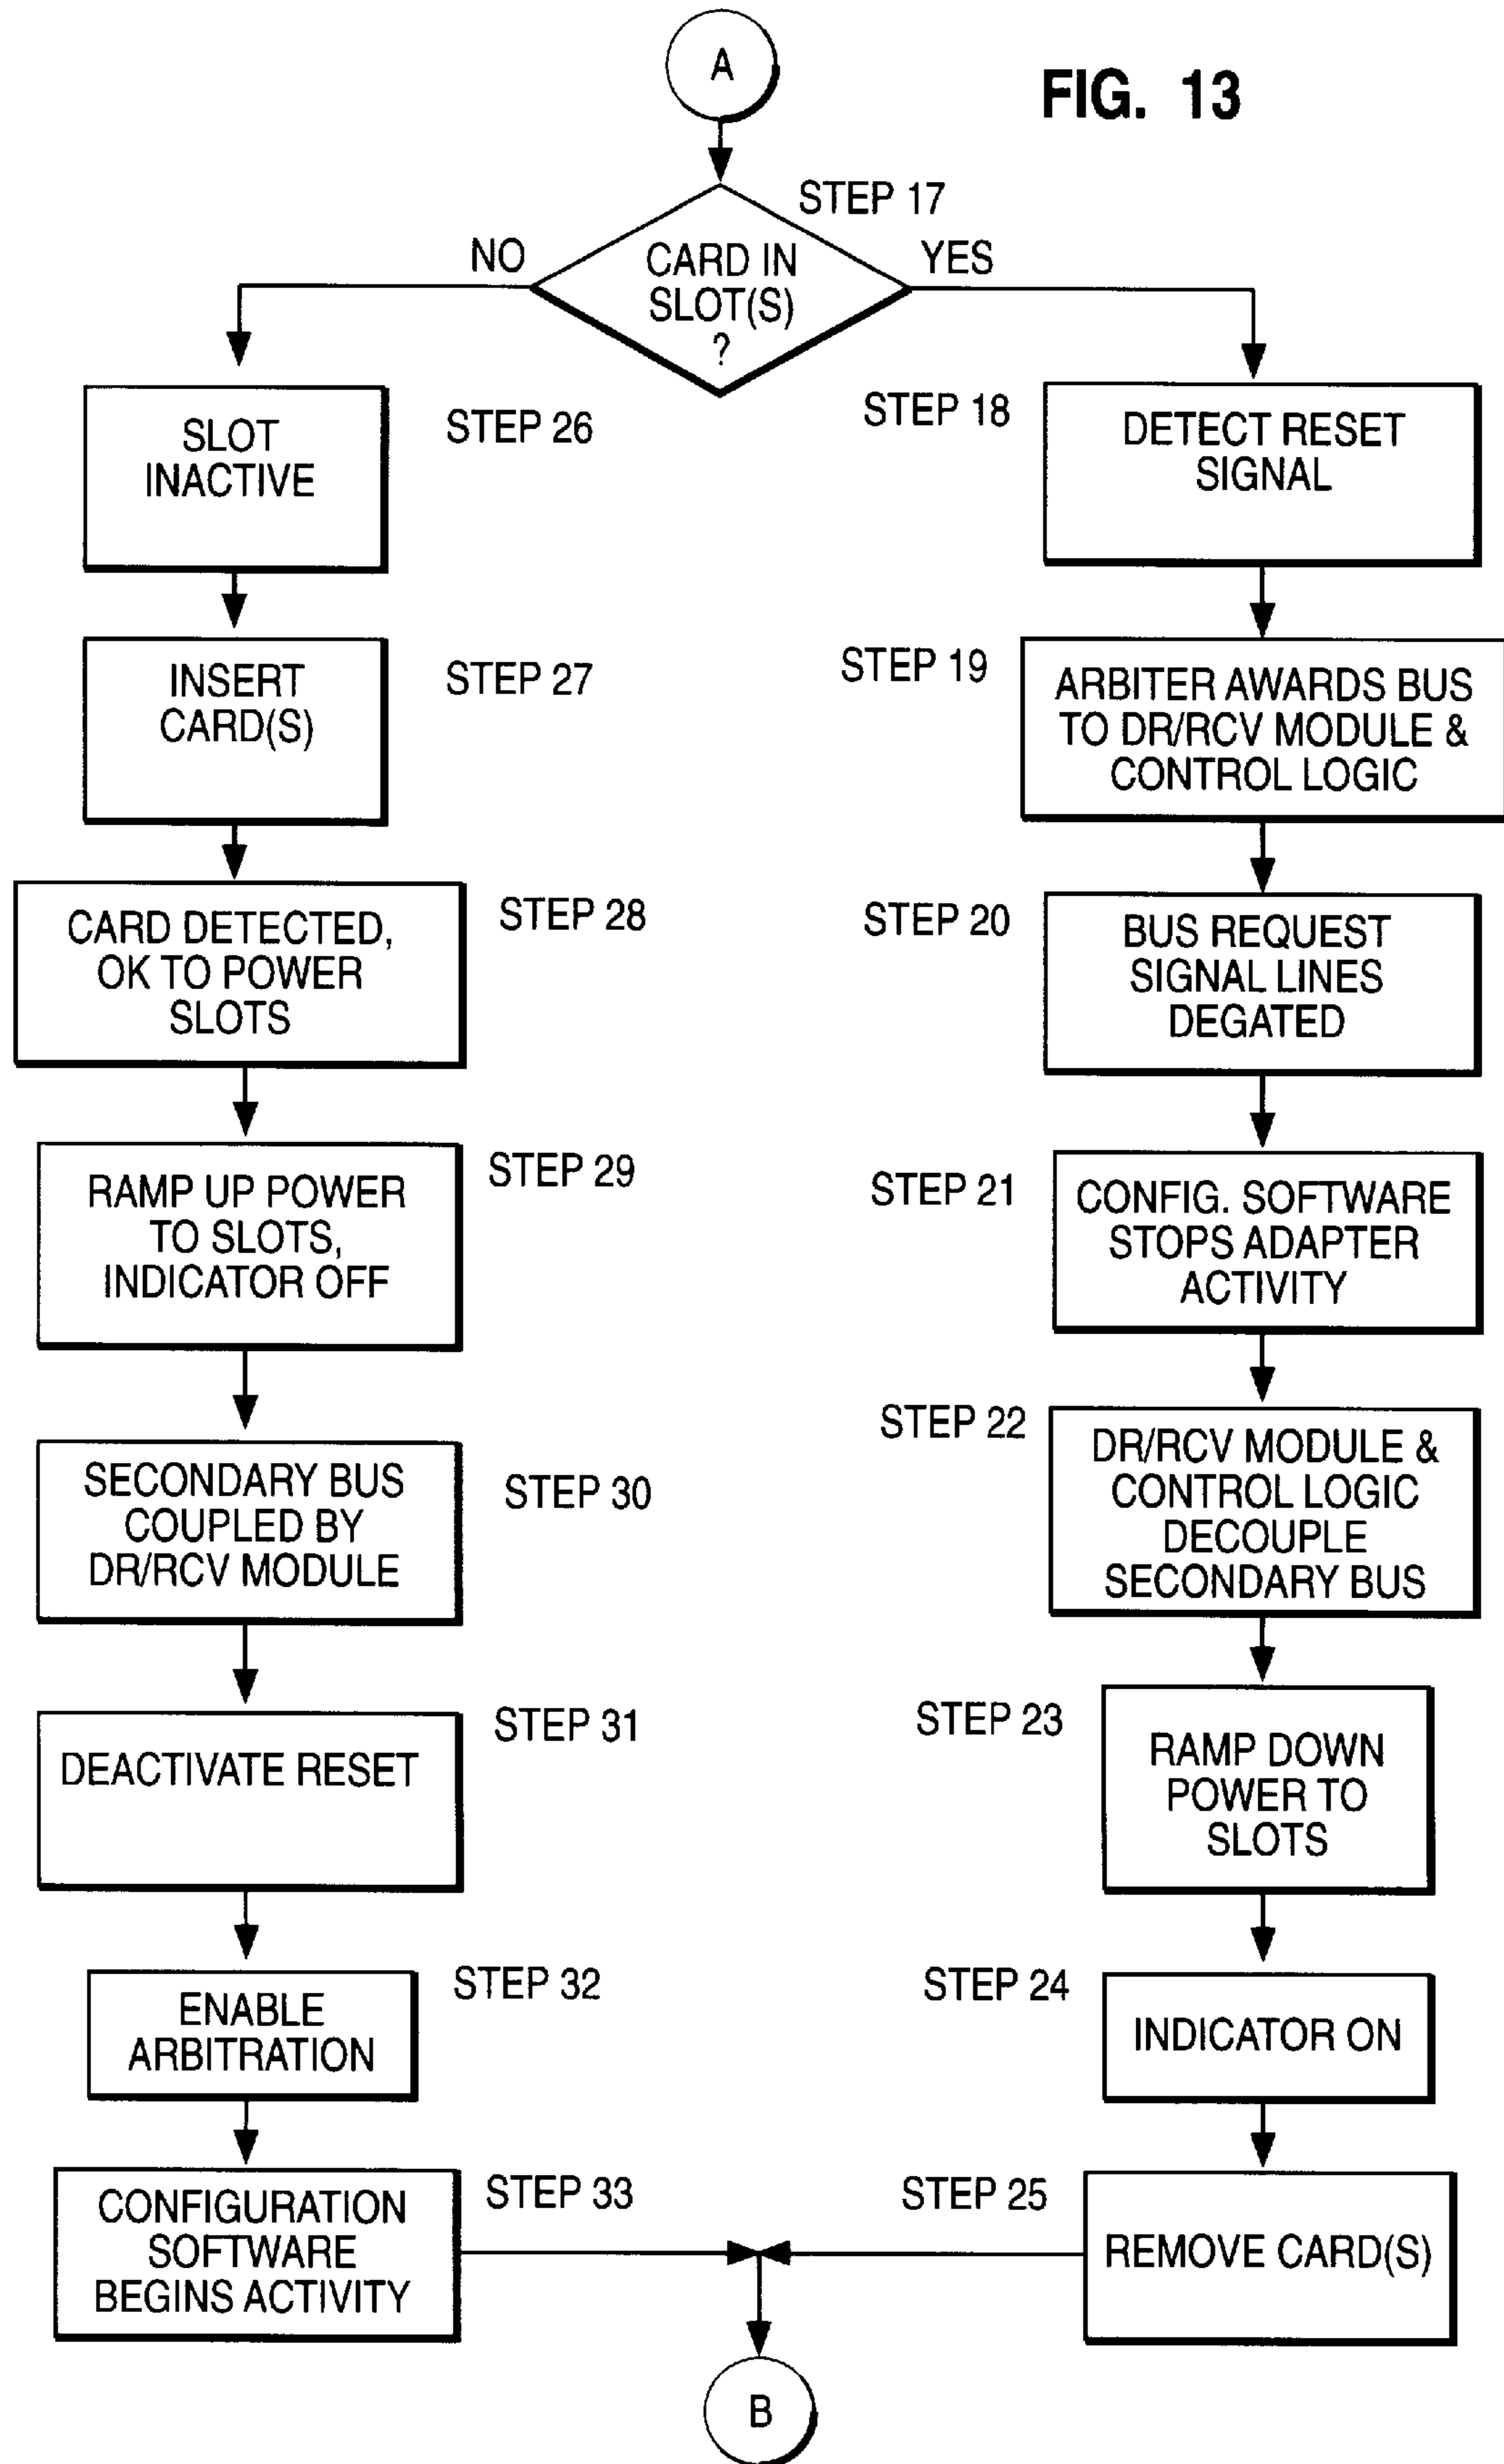 A
FIG. 13
STEP 17
NO
CARD IN
SLOT(S)
?
YES
SLOT
INACTIVE
STEP 26
INSERT
CARD(S)
STEP 27
CARD DETECTED,
OK TO POWER
SLOTS
STEP 28
RAMP UP POWER
TO SLOTS,
INDICATOR OFF
STEP 29
SECONDARY BUS
COUPLED BY
DR/RCV MODULE
STEP 30
DEACTIVATE RESET
STEP 31
ENABLE
ARBITRATION
STEP 32
CONFIGURATION
SOFTWARE
BEGINS ACTIVITY
STEP 33
STEP 18
DETECT RESET
SIGNAL
STEP 19
ARBITER AWARDS BUS
TO DR/RCV MODULE &
CONTROL LOGIC
STEP 20
BUS REQUEST
SIGNAL LINES
DEGATED
STEP 21
CONFIG. SOFTWARE
STOPS ADAPTER
ACTIVITY
STEP 22
DR/RCV MODULE &
CONTROL LOGIC
DECOUPLE
SECONDARY BUS
STEP 23
RAMP DOWN
POWER TO
SLOTS
STEP 24
INDICATOR ON
STEP 25
REMOVE CARD(S)
B